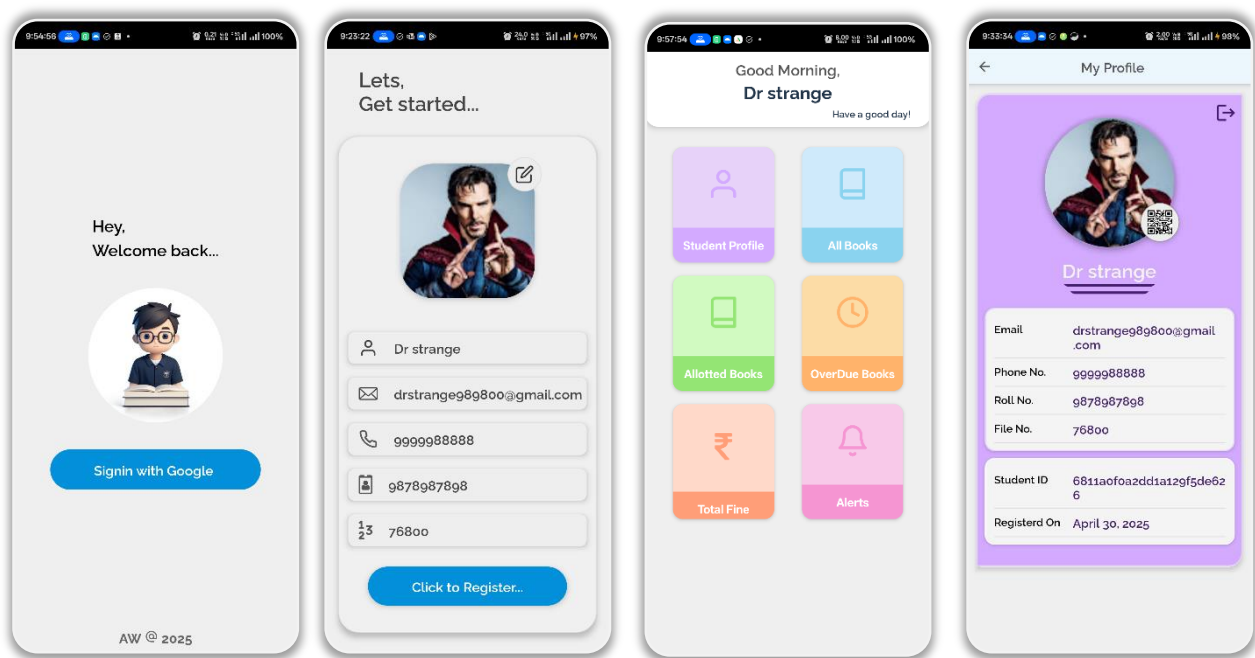 9:54:56
100%
Hey,
Welcome back...
Signin with Google
AW @ 2025
9:23:22
97%
Lets,
Get started...
Dr strange
drstrange989800@gmail.com
9999988888
9878987898
76800
Click to Register...
9:57:54
100%
Good Morning,
Dr strange
Have a good day!
Student Profile
All Books
Allotted Books
OverDue Books
Total Fine
Alerts
9:33:34
98%
My Profile
Dr strange
Email drstrange989800@gmail
.com
Phone No. 9999988888
Roll No. 9878987898
File No. 76800
Student ID 6811a0f0a2dd1a129f5de62
6
Registerd On April 30, 2025